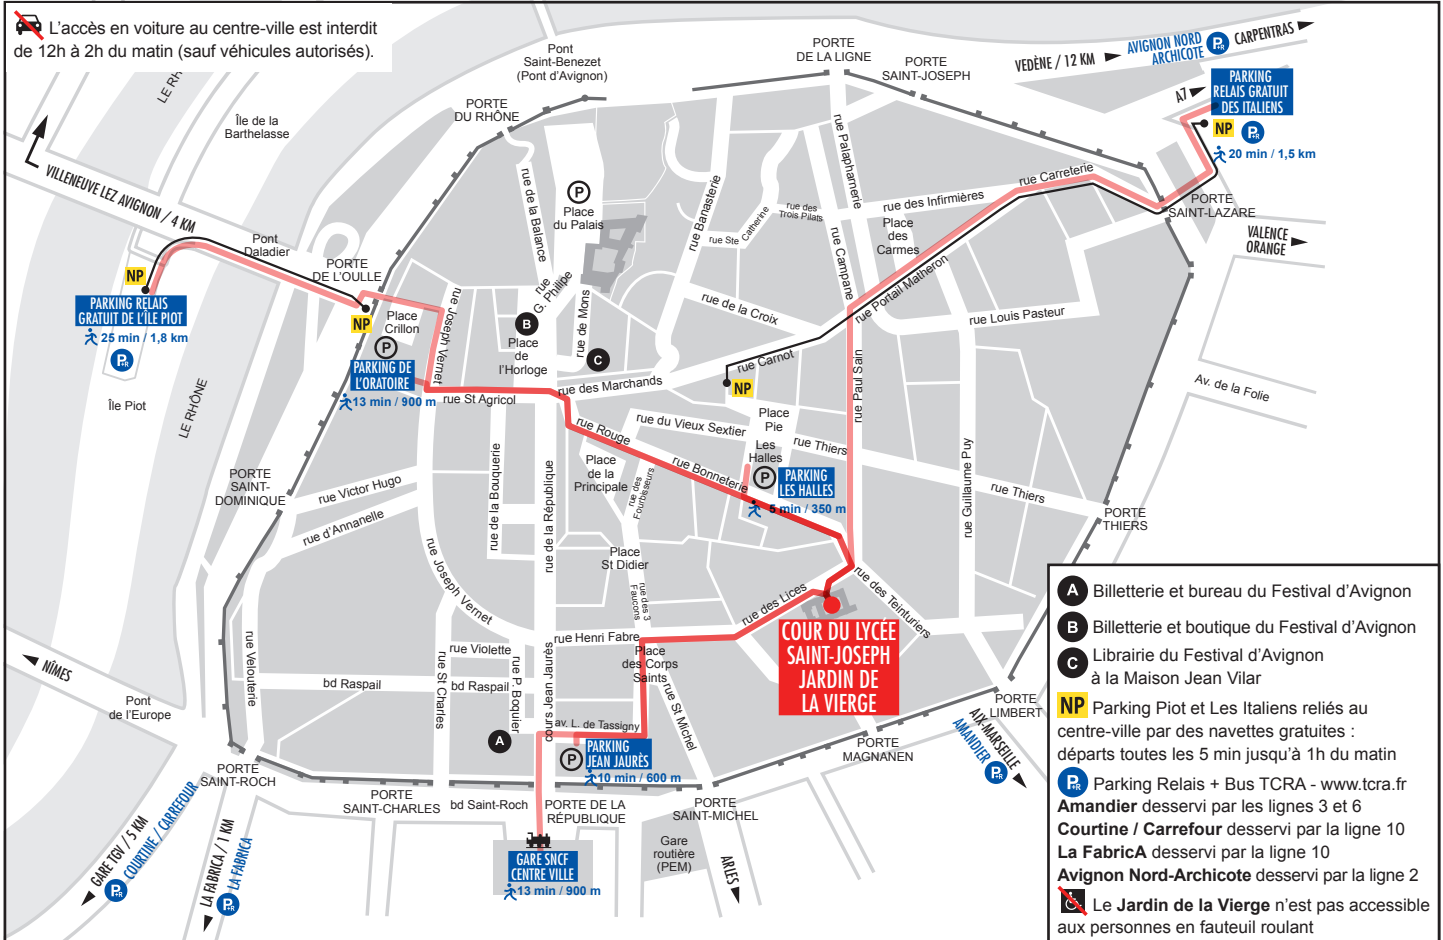 L'accès en voiture au centre-ville est interdit
de 12h à 2h du matin (sauf véhicules autorisés).
LE RHÔNE
Île de la
Barthelasse
Pont
Saint-Benezet
(Pont d'Avignon)
PORTE
DU RHÔNE
PORTE
DE LA LIGNE
PORTE
SAINT-JOSEPH
VEDÈNE / 12 KM
AVIGNON NORD
ARCHICOTE
P+R
CARPENTRAS
A7
PARKING
RELAIS GRATUIT
DES ITALIENS
NP
P+R
20 min / 1,5 km
PORTE
SAINT-LAZARE
VALENCE
ORANGE
VILLENEUVE LEZ AVIGNON / 4 KM
Pont
Daladier
PORTE
DE L'OULLE
NP
PARKING RELAIS
GRATUIT DE L'ÎLE PIOT
25 min / 1,8 km
P+R
Île Piot
LE RHÔNE
NP
Place
Crillon
P
PARKING DE
L'ORATOIRE
13 min / 900 m
rue Joseph Vernet
rue de la Balance
P
Place
du Palais
rue
G. Philipe
rue de Mons
B
Place
de
l'Horloge
C
rue Banasterie
rue Ste
Catherine
rue des
Trois Pilats
rue Palapharnerie
rue des Infirmières
rue Carreterie
Place
des
Carmes
rue Campane
rue Portail Matheron
rue Louis Pasteur
rue de la Croix
rue Carnot
NP
rue des Marchands
rue St Agricol
rue Paul Sain
Av. de la Folie
rue du Vieux Sextier
Place
Pie
Les
Halles
P
PARKING
LES HALLES
5 min / 350 m
rue Thiers
rue Thiers
rue Guillaume Puy
PORTE
THIERS
rue Rouge
rue Bonneterie
Place
de la
Principale
rue des
Fourbisseurs
rue de la Bouquerie
rue de la République
PORTE
SAINT-
DOMINIQUE
rue Victor Hugo
rue d'Annanelle
rue Joseph Vernet
Place
St Didier
rue des 3
Faucons
rue des Lices
rue des Teinturiers
COUR DU LYCÉE
SAINT-JOSEPH
JARDIN DE
LA VIERGE
rue Henri Fabre
Place
des Corps
Saints
rue St Michel
rue Violette
bd Raspail
bd Raspail
rue Velouterie
rue St Charles
rue P. Boquier
cours Jean Jaurès
av. L. de Tassigny
A
P
PARKING
JEAN JAURÈS
10 min / 600 m
NÎMES
Pont
de l'Europe
PORTE
SAINT-ROCH
PORTE
SAINT-CHARLES
bd Saint-Roch
PORTE DE LA
RÉPUBLIQUE
PORTE
SAINT-MICHEL
PORTE
MAGNANEN
PORTE
LIMBERT
AIX-MARSEILLE
AMANDIER
P+R
GARE TGV / 5 KM
COURTINE / CARREFOUR
P+R
LA FABRICA / 1 KM
LA FABRICA
P+R
GARE SNCF
CENTRE VILLE
13 min / 900 m
Gare
routière
(PEM)
ARLES
A Billetterie et bureau du Festival d'Avignon
B Billetterie et boutique du Festival d'Avignon
C Librairie du Festival d'Avignon
à la Maison Jean Vilar
NP Parking Piot et Les Italiens reliés au
centre-ville par des navettes gratuites :
départs toutes les 5 min jusqu'à 1h du matin
P+R Parking Relais + Bus TCRA - www.tcra.fr
Amandier desservi par les lignes 3 et 6
Courtine / Carrefour desservi par la ligne 10
La FabricA desservi par la ligne 10
Avignon Nord-Archicote desservi par la ligne 2
Le Jardin de la Vierge n'est pas accessible
aux personnes en fauteuil roulant